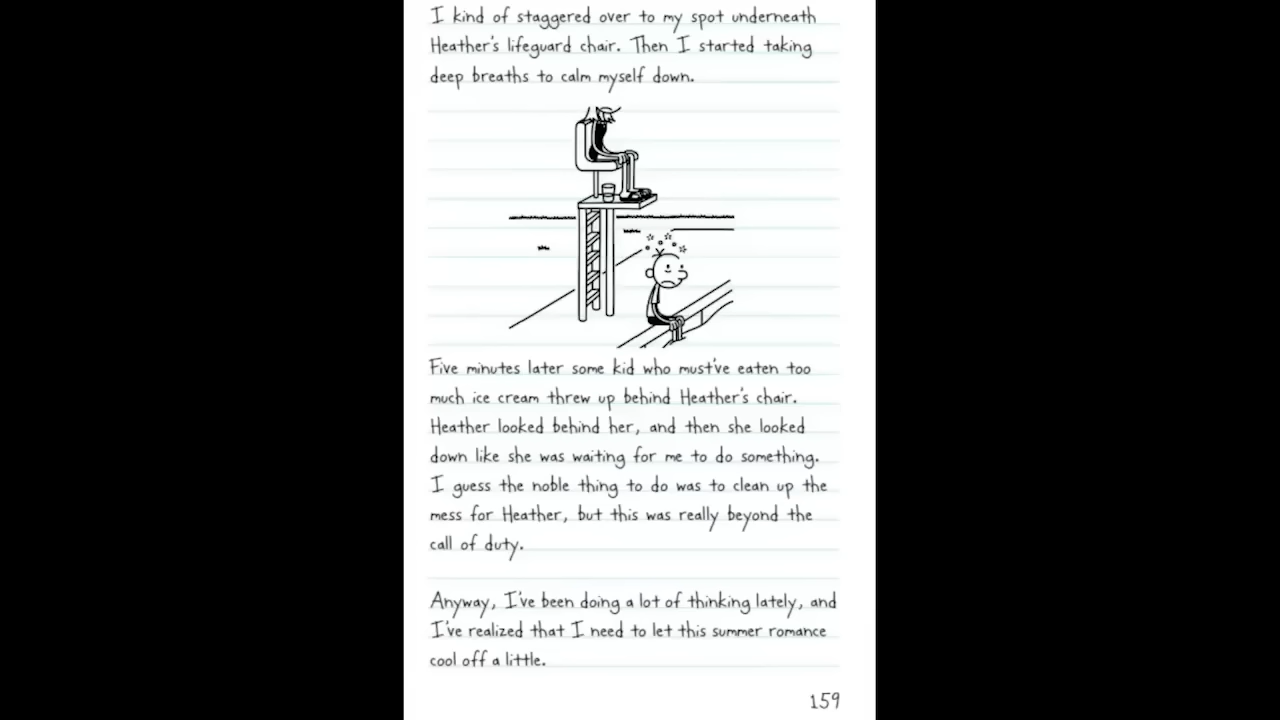 I kind of staggered over to my spot underneath
Heather's lifeguard chair. Then I started taking
deep breaths to calm myself down.
Five minutes later some kid who must've eaten too
much ice cream threw up behind Heather's chair.
Heather looked behind her, and then she looked
down like she was waiting for me to do something.
I guess the noble thing to do was to clean up the
mess for Heather, but this was really beyond the
call of duty.
Anyway, I've been doing a lot of thinking lately, and
I've realized that I need to let this summer romance
cool off a little.
159